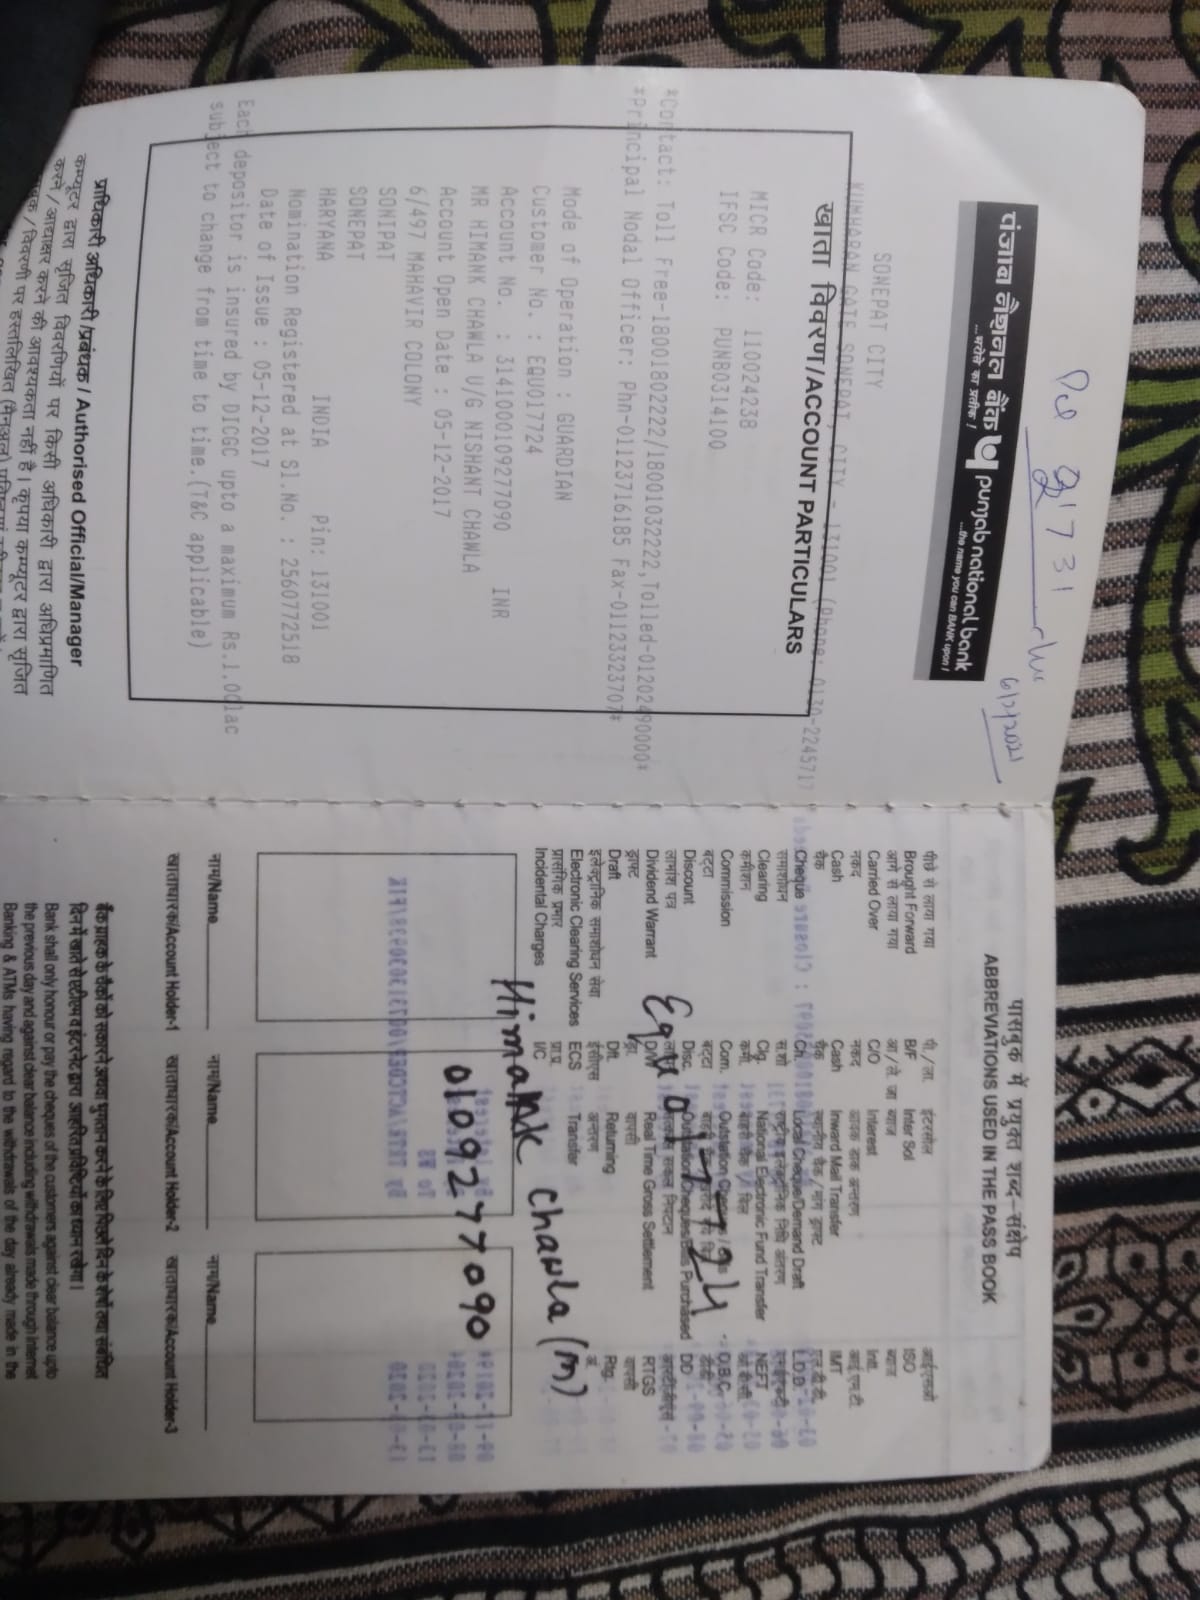 21731
6/2/2021
पंजाब नैशनल बैंक punjab national bank
...भरोसे का प्रतीक ! ...the name you can BANK upon !
SONEPAT CITY
KUMHARAN GATE SONEPAT, CITY - 131001 (Phone: 0130-2245717
खाता विवरण/ACCOUNT PARTICULARS
MICR Code: 110024238
IFSC Code: PUNB0314100
*Contact: Toll Free-18001802222/18001032222,Tolled-01202490000*
*Principal Nodal Officer: Phn-01123716185 Fax-01123323707*
Mode of Operation : GUARDIAN
Customer No. : EQU017724
Account No. : 3141000109277090 INR
MR HIMANK CHAWLA U/G NISHANT CHAWLA
Account Open Date : 05-12-2017
6/497 MAHAVIR COLONY
SONIPAT
SONEPAT
HARYANA INDIA Pin: 131001
Nomination Registered at Sl.No. : 2560772518
Date of Issue : 05-12-2017
Each depositor is insured by DICGC upto a maximum Rs.1.00lac
subject to change from time to time.(T&C applicable)
प्राधिकारी अधिकारी/प्रबंधक / Authorised Official/Manager
कम्प्यूटर द्वारा सृजित विवरणियों पर किसी अधिकारी द्वारा अधिप्रमाणित
करने / आद्याक्षर करने की आवश्यकता नहीं है। कृपया कम्प्यूटर द्वारा सृजित
/ विवरणी पर हस्तलिखित (मैनुअल)
पासबुक में प्रयुक्त शब्द-संक्षेप
ABBREVIATIONS USED IN THE PASS BOOK
पीछे से लाया गया पी./ला. इंटरसोल आईएसओ
Brought Forward B/F Inter Sol ISO
आगे से लाया गया आ/ले. जा ब्याज ब्याज
Carried Over C/O Interest Intt.
नकद नकद आवक डाक अन्तरण आई.एम.टी.
Cash Cash Inward Mail Transfer IMT
चैक चैक स्थानीय चैक/मांग ड्राफ्ट एल.डी.डी.
Cheque Ch. Local Cheque/Demand Draft L.D.D.
समाशोधन स.शो राष्ट्रीय इलेक्ट्रॉनिक निधि अंतरण
Clearing Clg. National Electronic Fund Transfer NEFT
कमीशन कमी. बाहरी चैक / बिल ओ.बी.सी.
Commission Com. Outstation Cheques / Bills O.B.C.
बट्टा बट्टा डीडी
Discount Disc. Outstation Cheques/Bills Purchased DD
लाभांश पत्र सकल निपटान आरटीजीएस
Dividend Warrant D/W Real Time Gross Settlement RTGS
ड्राफ्ट ड्रा. वापसी वापसी
Draft Dft. Returning Rtg.
इलेक्ट्रानिक समाशोधन सेवा ईसीएस अन्तरण अं.
Electronic Clearing Services ECS Transfer
प्रासंगिक प्रभार प्रा.प्र.
Incidental Charges I/C
EQU017724
Himank Chawla (M)
0109277090
नाम/Name____________ नाम/Name____________ नाम/Name____________
खाताधारक/Account Holder-1 खाताधारक/Account Holder-2 खाताधारक/Account Holder-3
बैंक ग्राहक के चैकों को सकारने अथवा भुगतान करने के लिए पिछले दिन के शेषों तथा संबंधित
दिन में खाते से एटीएम व इंटरनेट द्वारा आहरित प्रविष्टियों का ध्यान रखेगा।
Bank shall only honour or pay the cheques of the customers against clear balance upto
the previous day and against clear balance including withdrawals made through Internet
Banking & ATMs having regard to the withdrawals of the day already made in the